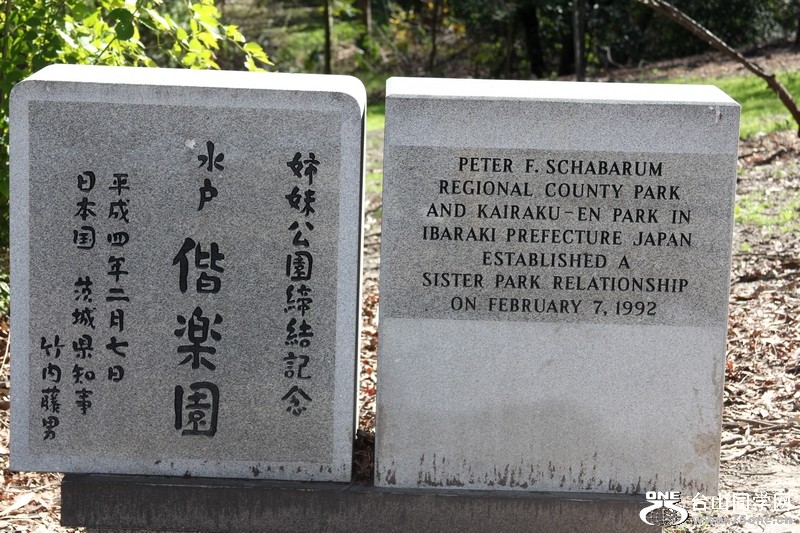 姉妹公園締結記念
水戸 偕楽園
平成四年二月七日
日本国 茨城県知事
竹内藤男
PETER F. SCHABARUM
REGIONAL COUNTY PARK
AND KAIRAKU-EN PARK IN
IBARAKI PREFECTURE JAPAN
ESTABLISHED A
SISTER PARK RELATIONSHIP
ON FEBRUARY 7, 1992
ONE 台山同学网